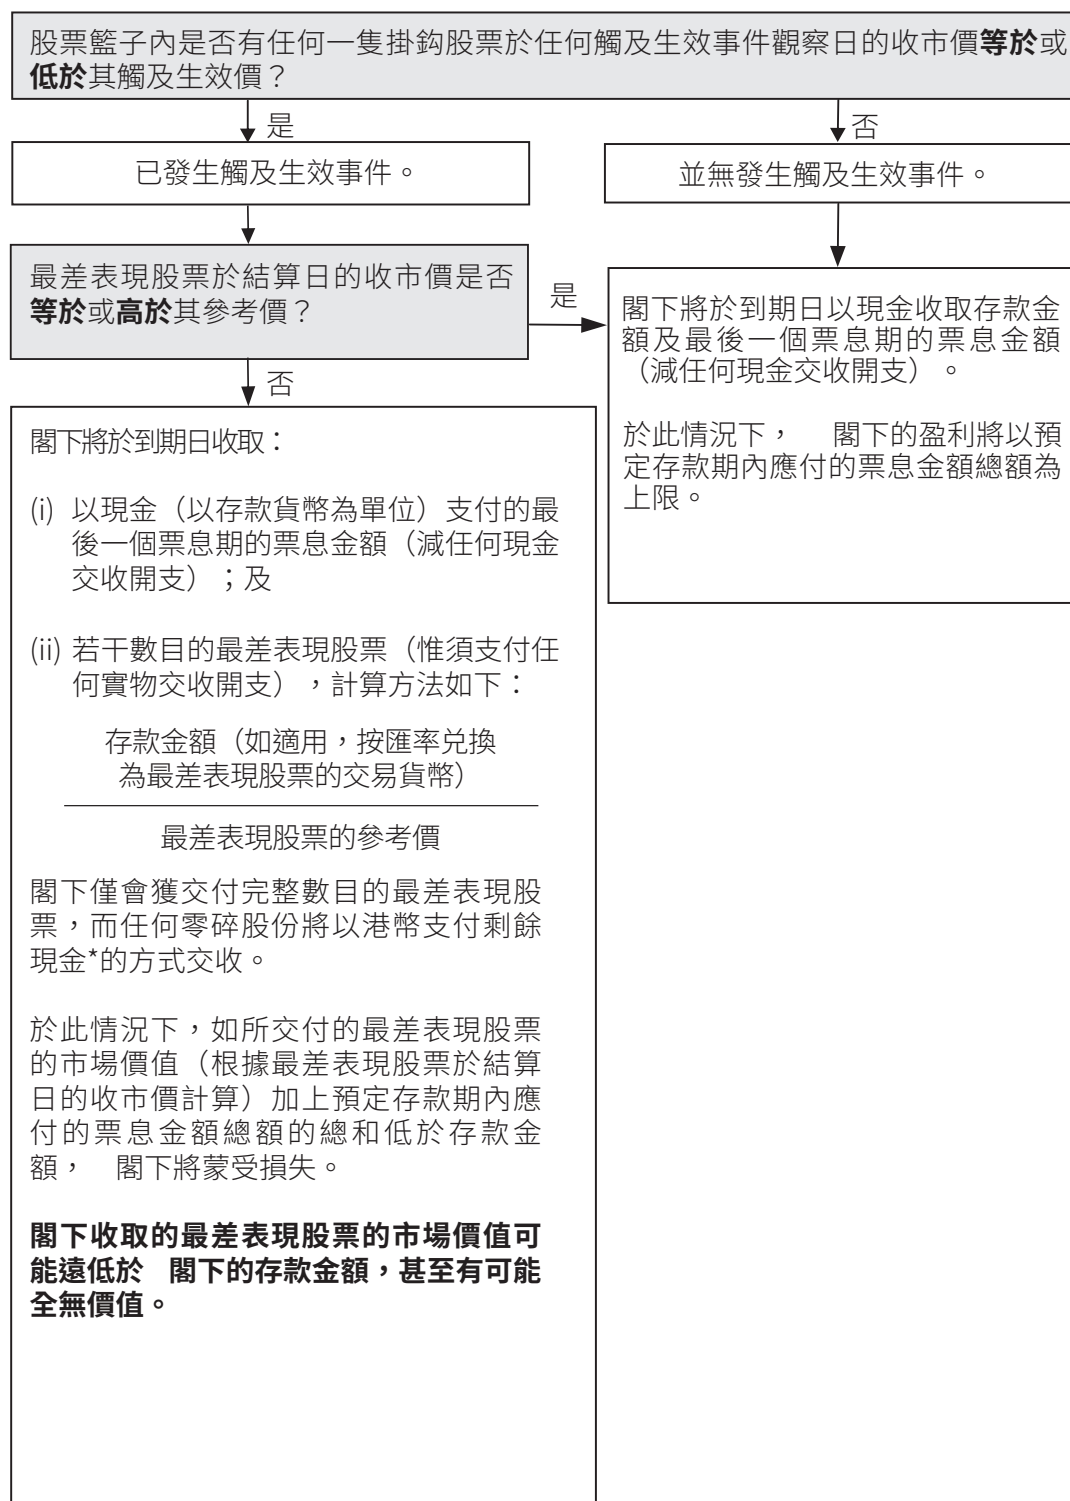 股票籃子內是否有任何一隻掛鈎股票於任何觸及生效事件觀察日的收市價等於或
低於其觸及生效價？
是
否
已發生觸及生效事件。
並無發生觸及生效事件。
最差表現股票於結算日的收市價是否
等於或高於其參考價？
是
閣下將於到期日以現金收取存款金
額及最後一個票息期的票息金額
（減任何現金交收開支）。
於此情況下，　閣下的盈利將以預
定存款期內應付的票息金額總額為
上限。
否
閣下將於到期日收取：
(i) 以現金（以存款貨幣為單位）支付的最
後一個票息期的票息金額（減任何現金
交收開支）；及
(ii) 若干數目的最差表現股票（惟須支付任
何實物交收開支），計算方法如下：
存款金額（如適用，按匯率兌換
為最差表現股票的交易貨幣）
最差表現股票的參考價
閣下僅會獲交付完整數目的最差表現股
票，而任何零碎股份將以港幣支付剩餘
現金*的方式交收。
於此情況下，如所交付的最差表現股票
的市場價值（根據最差表現股票於結算
日的收市價計算）加上預定存款期內應
付的票息金額總額的總和低於存款金
額，　閣下將蒙受損失。
閣下收取的最差表現股票的市場價值可
能遠低於　閣下的存款金額，甚至有可能
全無價值。